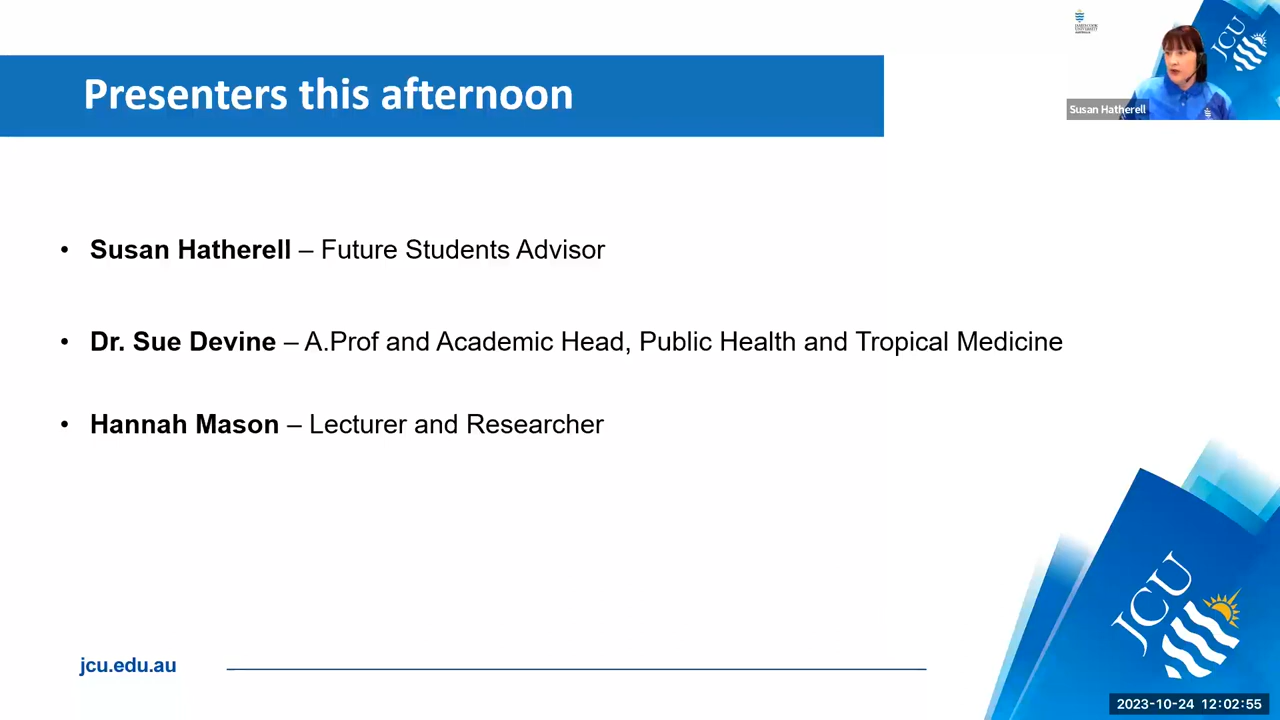 Presenters this afternoon
JCU
Susan Hatherell
• Susan Hatherell – Future Students Advisor
• Dr. Sue Devine – A.Prof and Academic Head, Public Health and Tropical Medicine
• Hannah Mason – Lecturer and Researcher
JCU
jcu.edu.au
2023-10-24 12:02:55